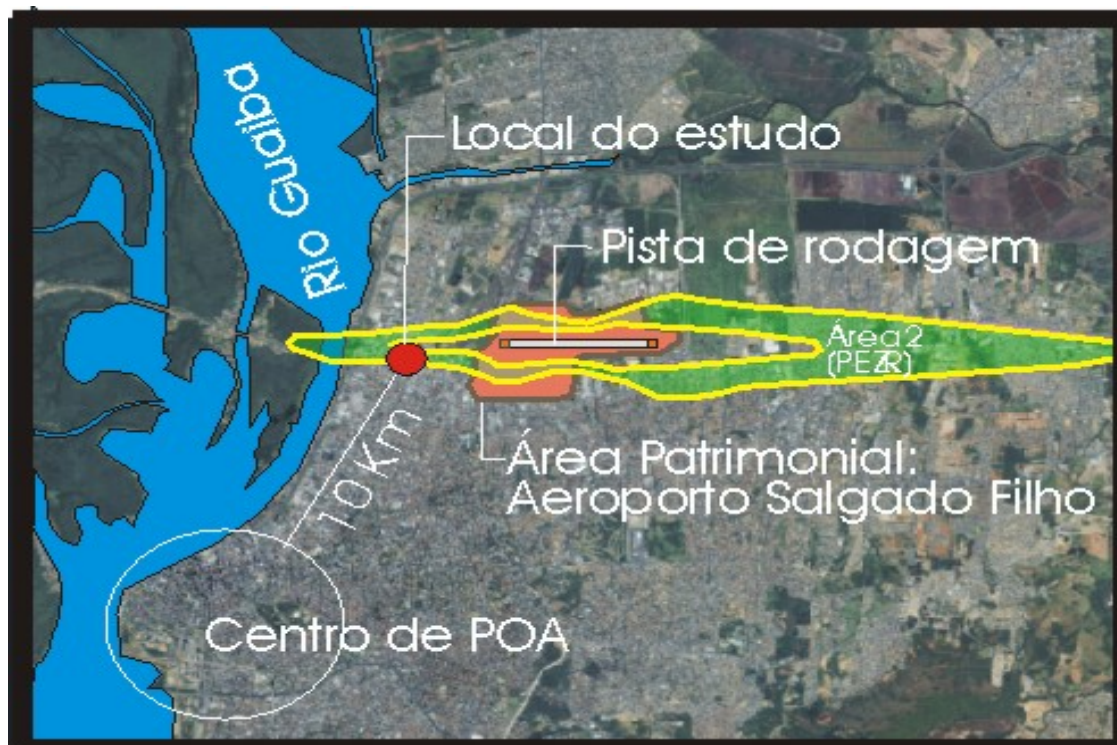 Rio Guaiba
Local do estudo
Pista de rodagem
Área 2
(PEZR)
10 Km
Área Patrimonial:
Aeroporto Salgado Filho
Centro de POA